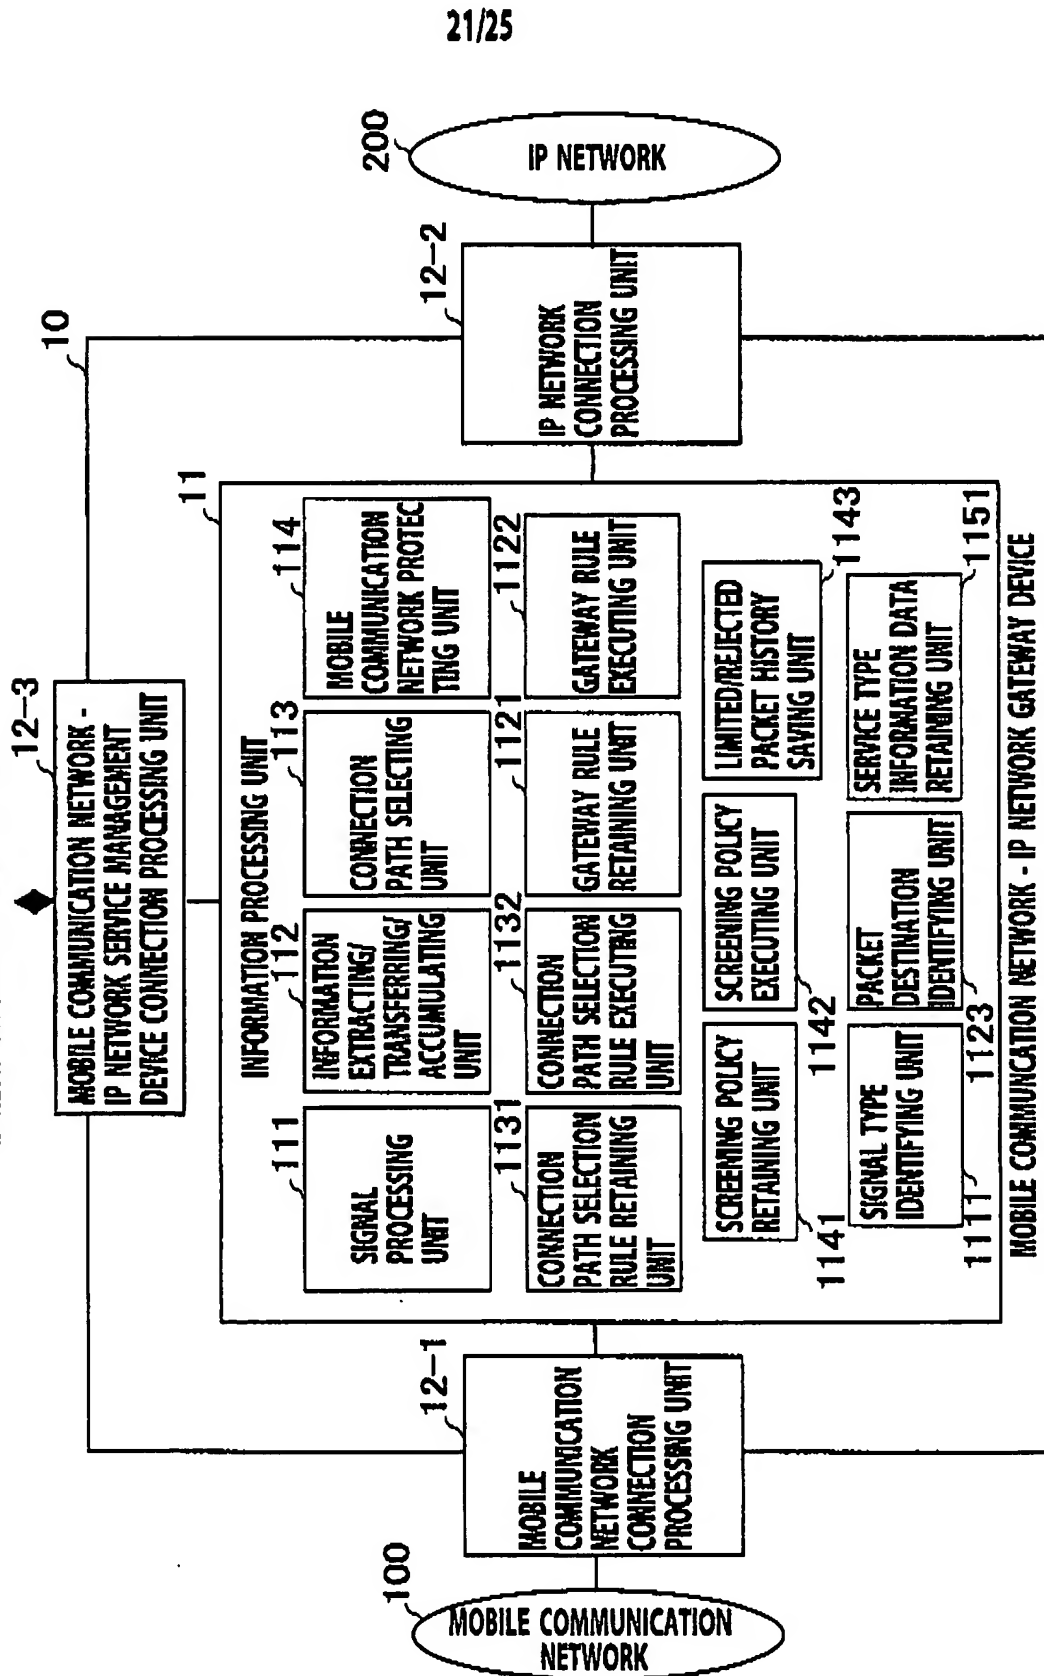 21/25
10
12-3
MOBILE COMMUNICATION NETWORK -
IP NETWORK SERVICE MANAGEMENT
DEVICE CONNECTION PROCESSING UNIT
11
INFORMATION PROCESSING UNIT
111
SIGNAL
PROCESSING
UNIT
112
INFORMATION
EXTRACTING/
TRANSFERRING/
ACCUMULATING
UNIT
113
CONNECTION
PATH SELECTING
UNIT
114
MOBILE
COMMUNICATION
NETWORK PROTEC
TING UNIT
1131
CONNECTION
PATH SELECTION
RULE RETAINING
UNIT
1132
CONNECTION
PATH SELECTION
RULE EXECUTING
UNIT
1121
GATEWAY RULE
RETAINING UNIT
1122
GATEWAY RULE
EXECUTING UNIT
SCREENING POLICY
RETAINING UNIT
1141
SCREENING POLICY
EXECUTING UNIT
1142
LIMITED/REJECTED
PACKET HISTORY
SAVING UNIT
1143
SIGNAL TYPE
IDENTIFYING UNIT
1111
PACKET
DESTINATION
IDENTIFYING UNIT
1123
SERVICE TYPE
INFORMATION DATA
RETAINING UNIT
1151
100
MOBILE COMMUNICATION
NETWORK
12-1
MOBILE
COMMUNICATION
NETWORK
CONNECTION
PROCESSING UNIT
12-2
IP NETWORK
CONNECTION
PROCESSING UNIT
200
IP NETWORK
MOBILE COMMUNCATION NETWORK - IP NETWORK GATEWAY DEVICE